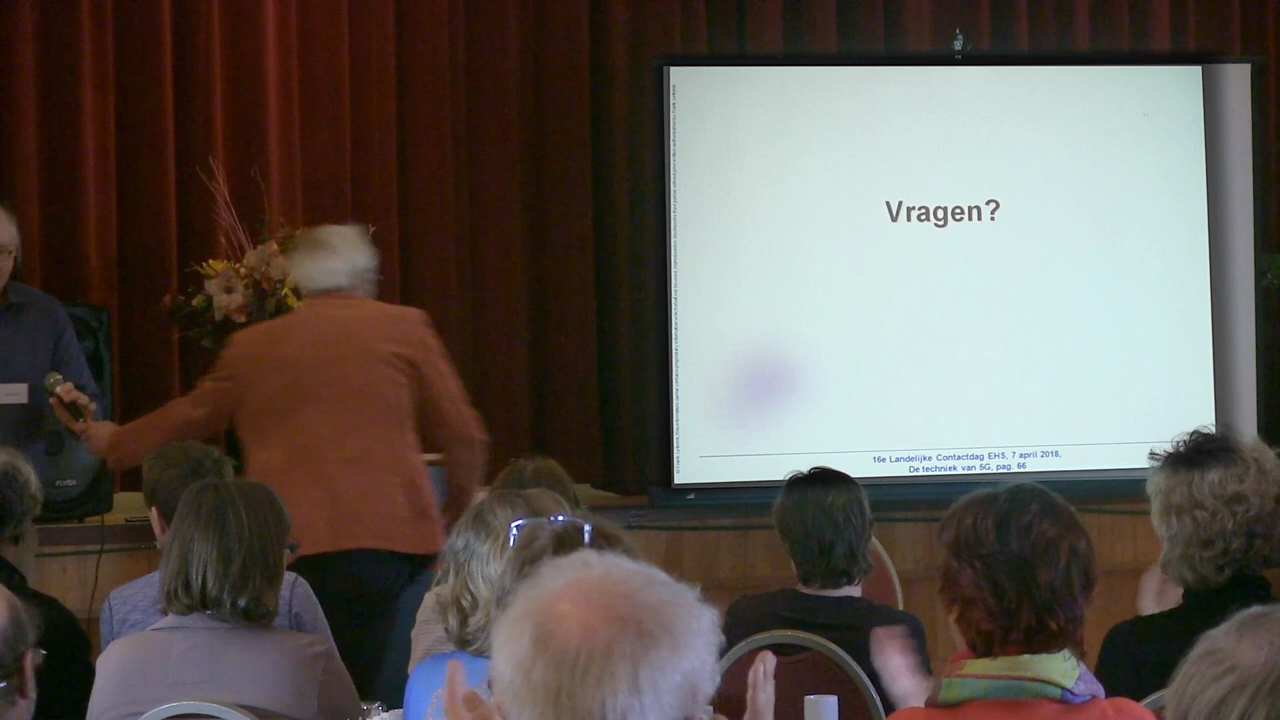 Vragen?
16e Landelijke Contactdag EHS, 7 april 2018,
De techniek van 5G, pag. 66